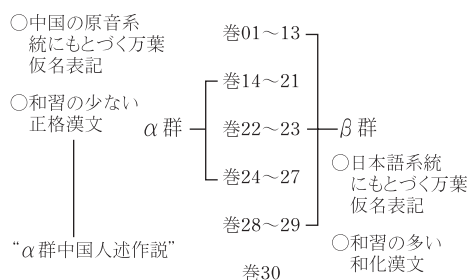 ○中国の原音系
統にもとづく万葉
仮名表記
○和習の少ない
正格漢文
α群
“α群中国人述作説”
巻01～13
巻14～21
巻22～23
巻24～27
巻28～29
巻30
β群
○日本語系統
にもとづく万葉
仮名表記
○和習の多い
和化漢文